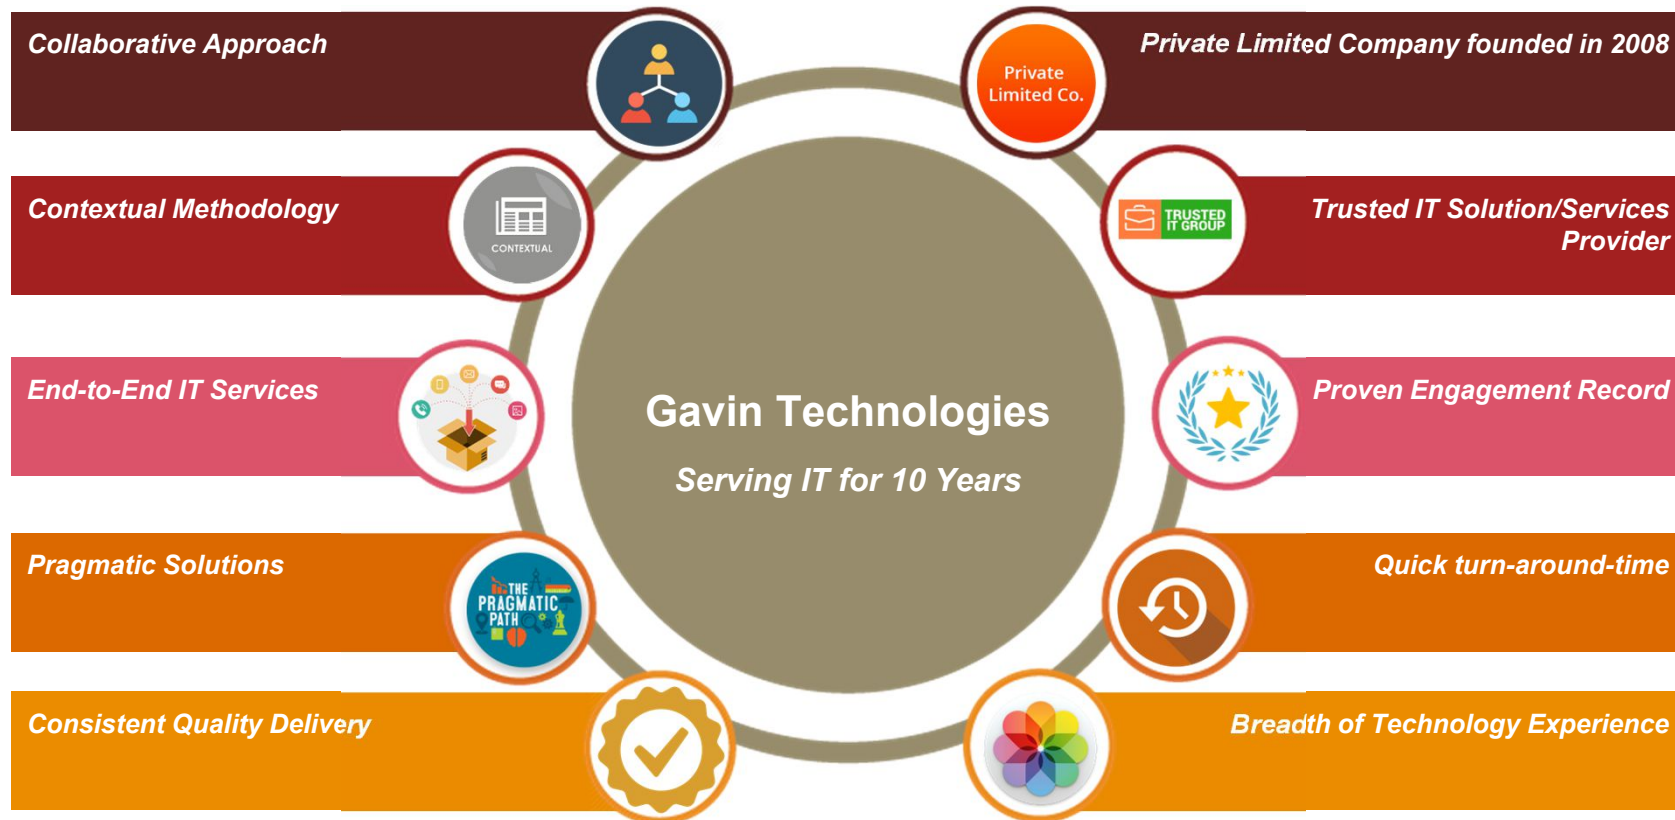 Collaborative Approach
Private
Limited Co.
Private Limited Company founded in 2008
Contextual Methodology
CONTEXTUAL
TRUSTED
IT GROUP
Trusted IT Solution/Services
Provider
End-to-End IT Services
Gavin Technologies
Serving IT for 10 Years
Proven Engagement Record
Pragmatic Solutions
THE
PRAGMATIC
PATH
Quick turn-around-time
Consistent Quality Delivery
Breadth of Technology Experience